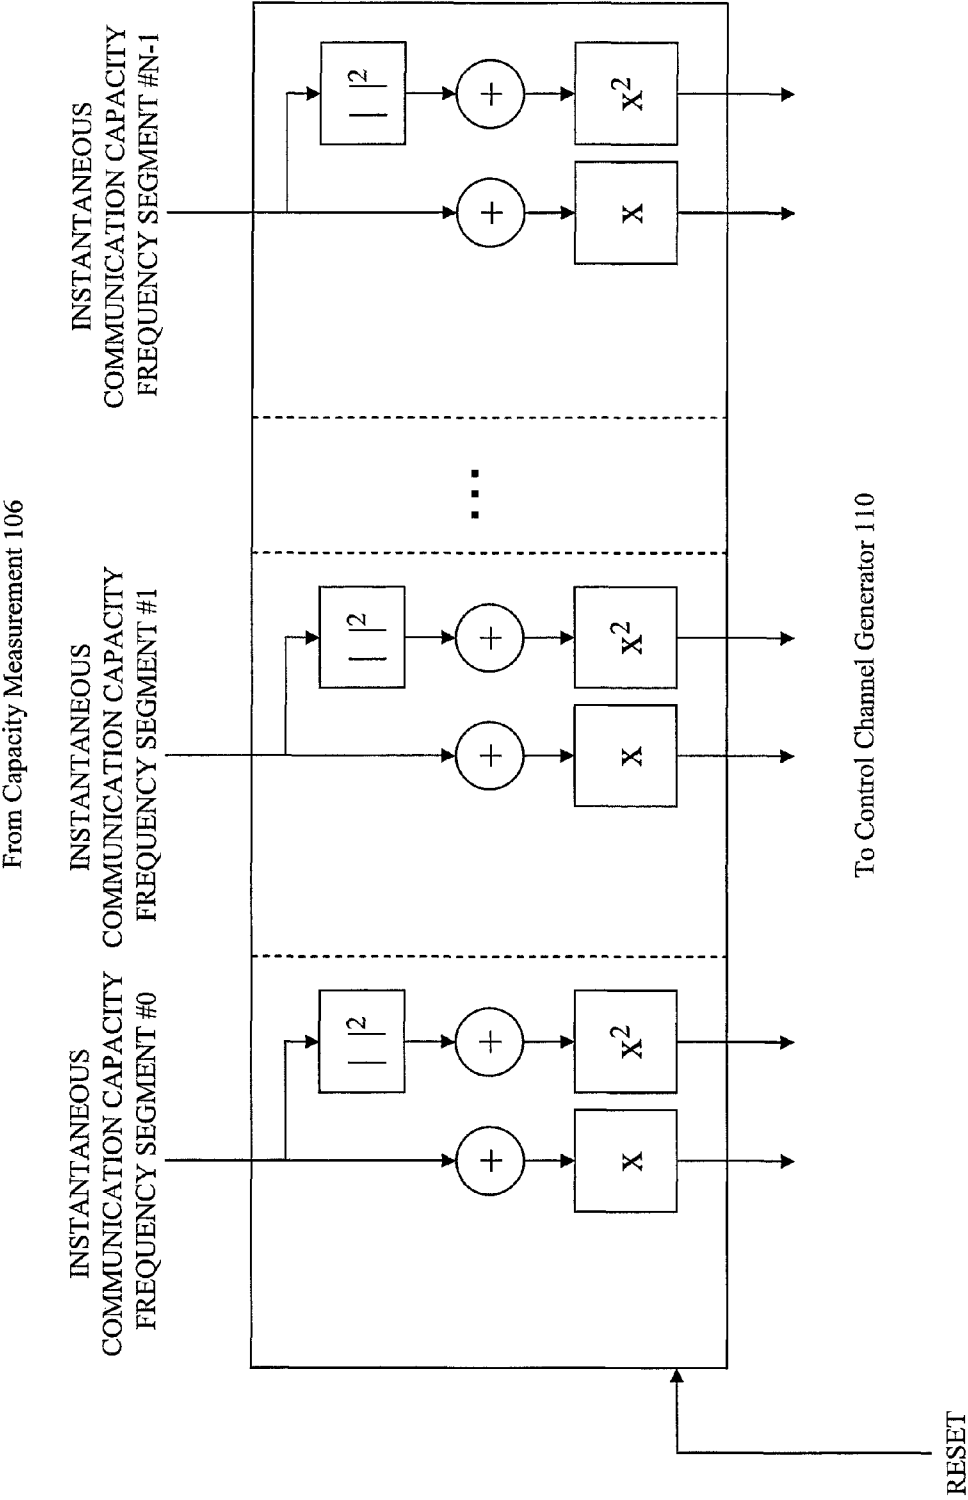 From Capacity Measurement 106
INSTANTANEOUS
COMMUNICATION CAPACITY
FREQUENCY SEGMENT #0
INSTANTANEOUS
COMMUNICATION CAPACITY
FREQUENCY SEGMENT #1
INSTANTANEOUS
COMMUNICATION CAPACITY
FREQUENCY SEGMENT #N-1
| |²
| |²
...
| |²
+
+
+
+
+
+
X
X²
X
X²
X
X²
To Control Channel Generator 110
RESET